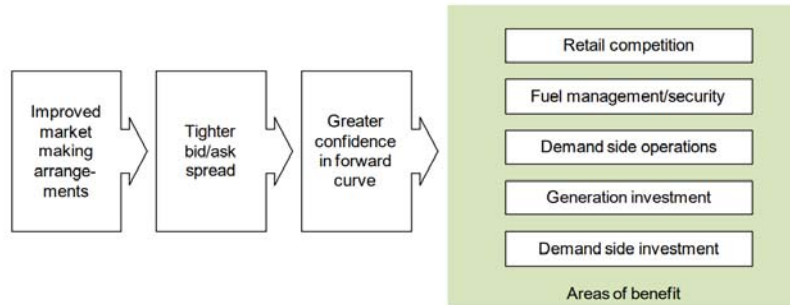 Improved
market
making
arrange-
ments
Tighter
bid/ask
spread
Greater
confidence
in forward
curve
Retail competition
Fuel management/security
Demand side operations
Generation investment
Demand side investment
Areas of benefit